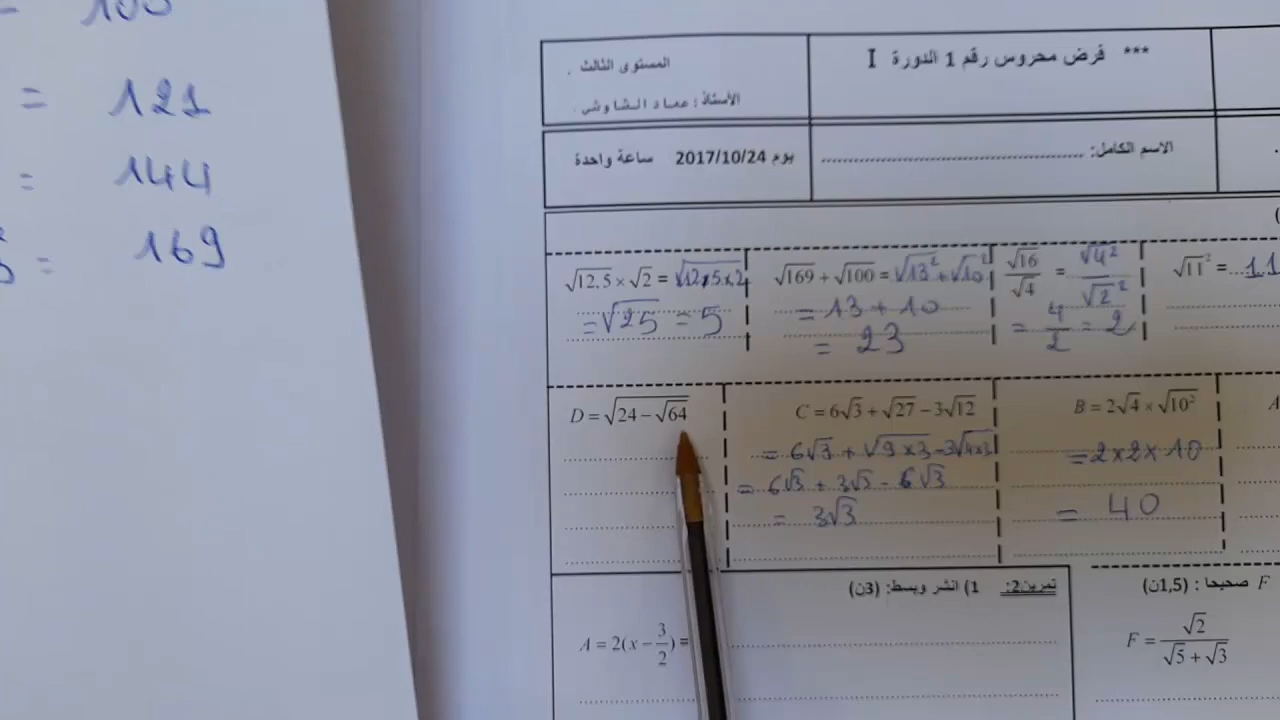 = 121
= 144
= 169
*** فرض محروس رقم 1 الدورة I
المستوى الثالث .
الأستاذ : عماد الشاوشي .
الاسم الكامل: ........................................
يوم 2017/10/24 ساعة واحدة
√11² = 11
√16/√4 = √4²/√2²
= 4/2 = 2
√169 + √100 = √13² + √10²
= 13 + 10
= 23
√12,5 × √2 = √12,5×2
= √25 = 5
B = 2√4 × √10²
= 2×2×10
= 40
C = 6√3 + √27 − 3√12
= 6√3 + √9×3 − 3√4×3
= 6√3 + 3√3 − 6√3
= 3√3
D = √(24 − √64)
F صحيحا : (1,5ن)
F = √2/(√5 + √3)
تمرين2: 1) انشر وبسط: (3ن)
A = 2(x − 3/2) =